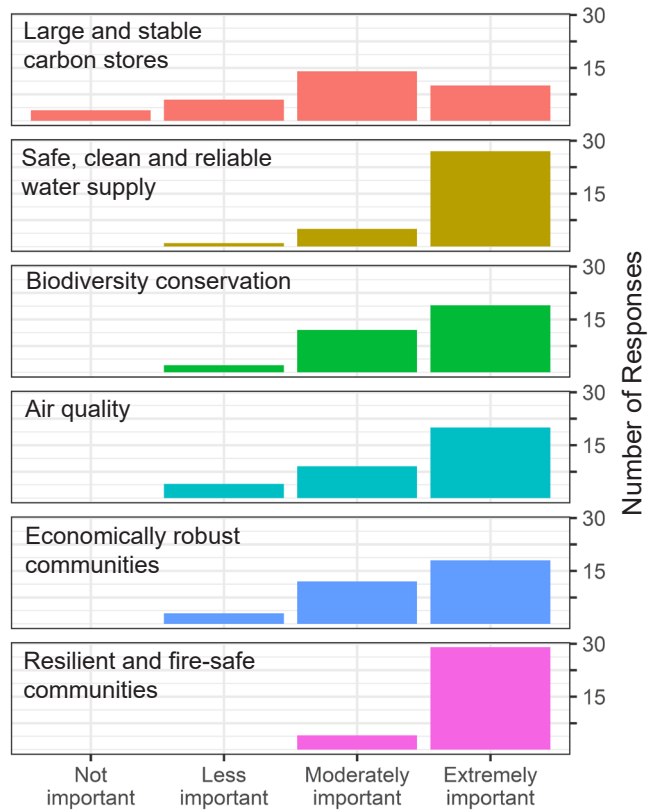 Large and stable
carbon stores
30
15
Safe, clean and reliable
water supply
30
15
Biodiversity conservation
30
15
Air quality
30
15
Economically robust
communities
30
15
Resilient and fire-safe
communities
30
15
Number of Responses
Not
important
Less
important
Moderately
important
Extremely
important